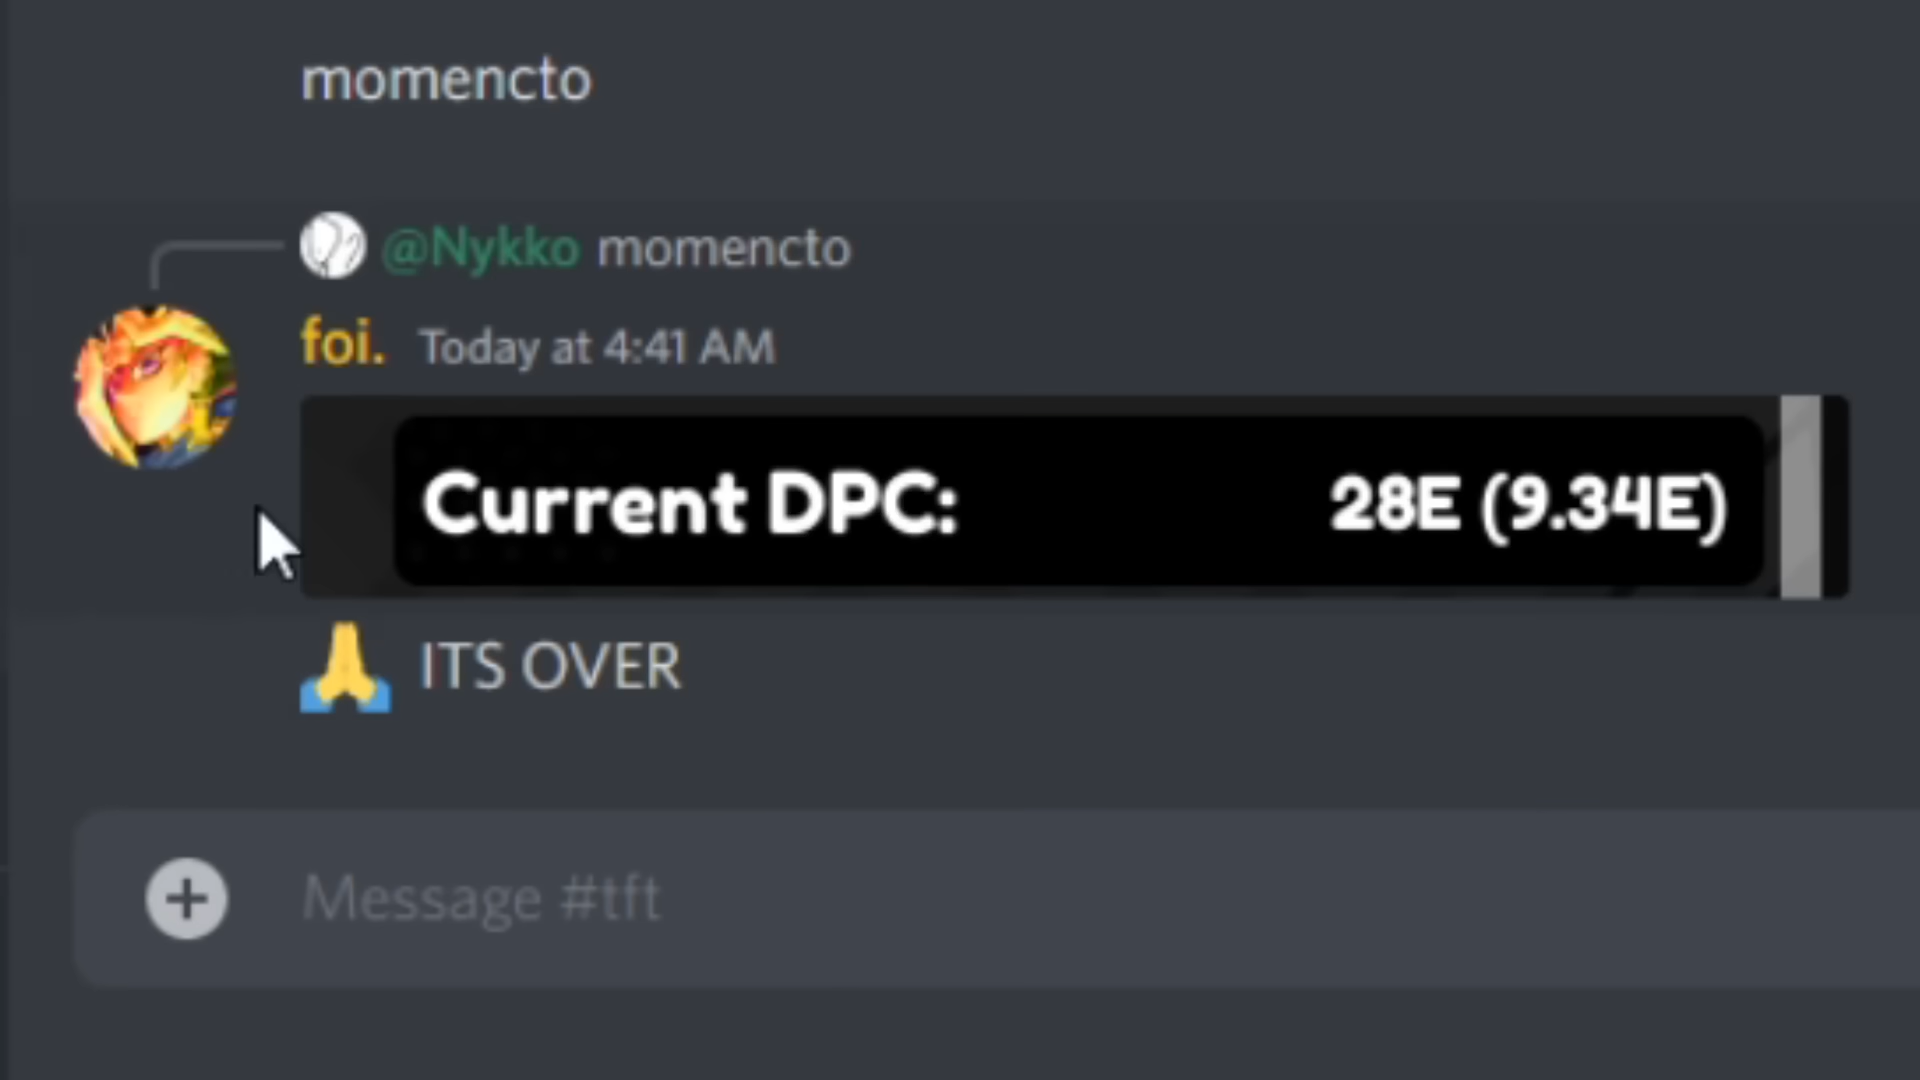 momencto
@Nykko momencto
foi. Today at 4:41 AM
Current DPC: 28E (9.34E)
🙏 ITS OVER
Message #tft